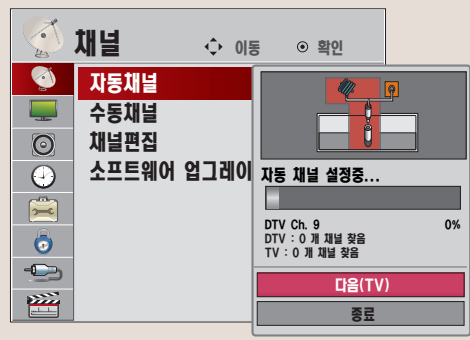 채널 이동 확인
자동채널
수동채널
채널편집
소프트웨어 업그레이
자동 채널 설정중...
DTV Ch. 9 0%
DTV : 0 개 채널 찾음
TV : 0 개 채널 찾음
다음(TV)
종료